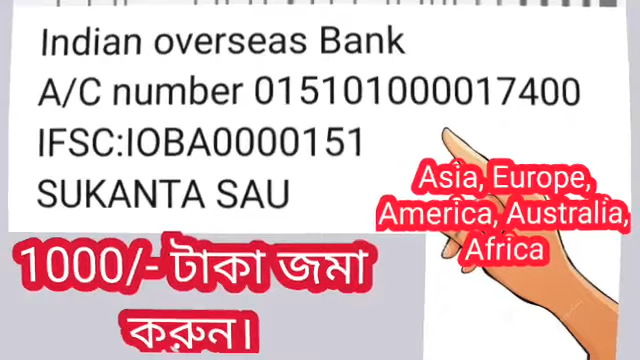 Indian overseas Bank
A/C number 015101000017400
IFSC:IOBA0000151
SUKANTA SAU
Asia, Europe,
America, Australia,
Africa
1000/- টাকা জমা
করুন।